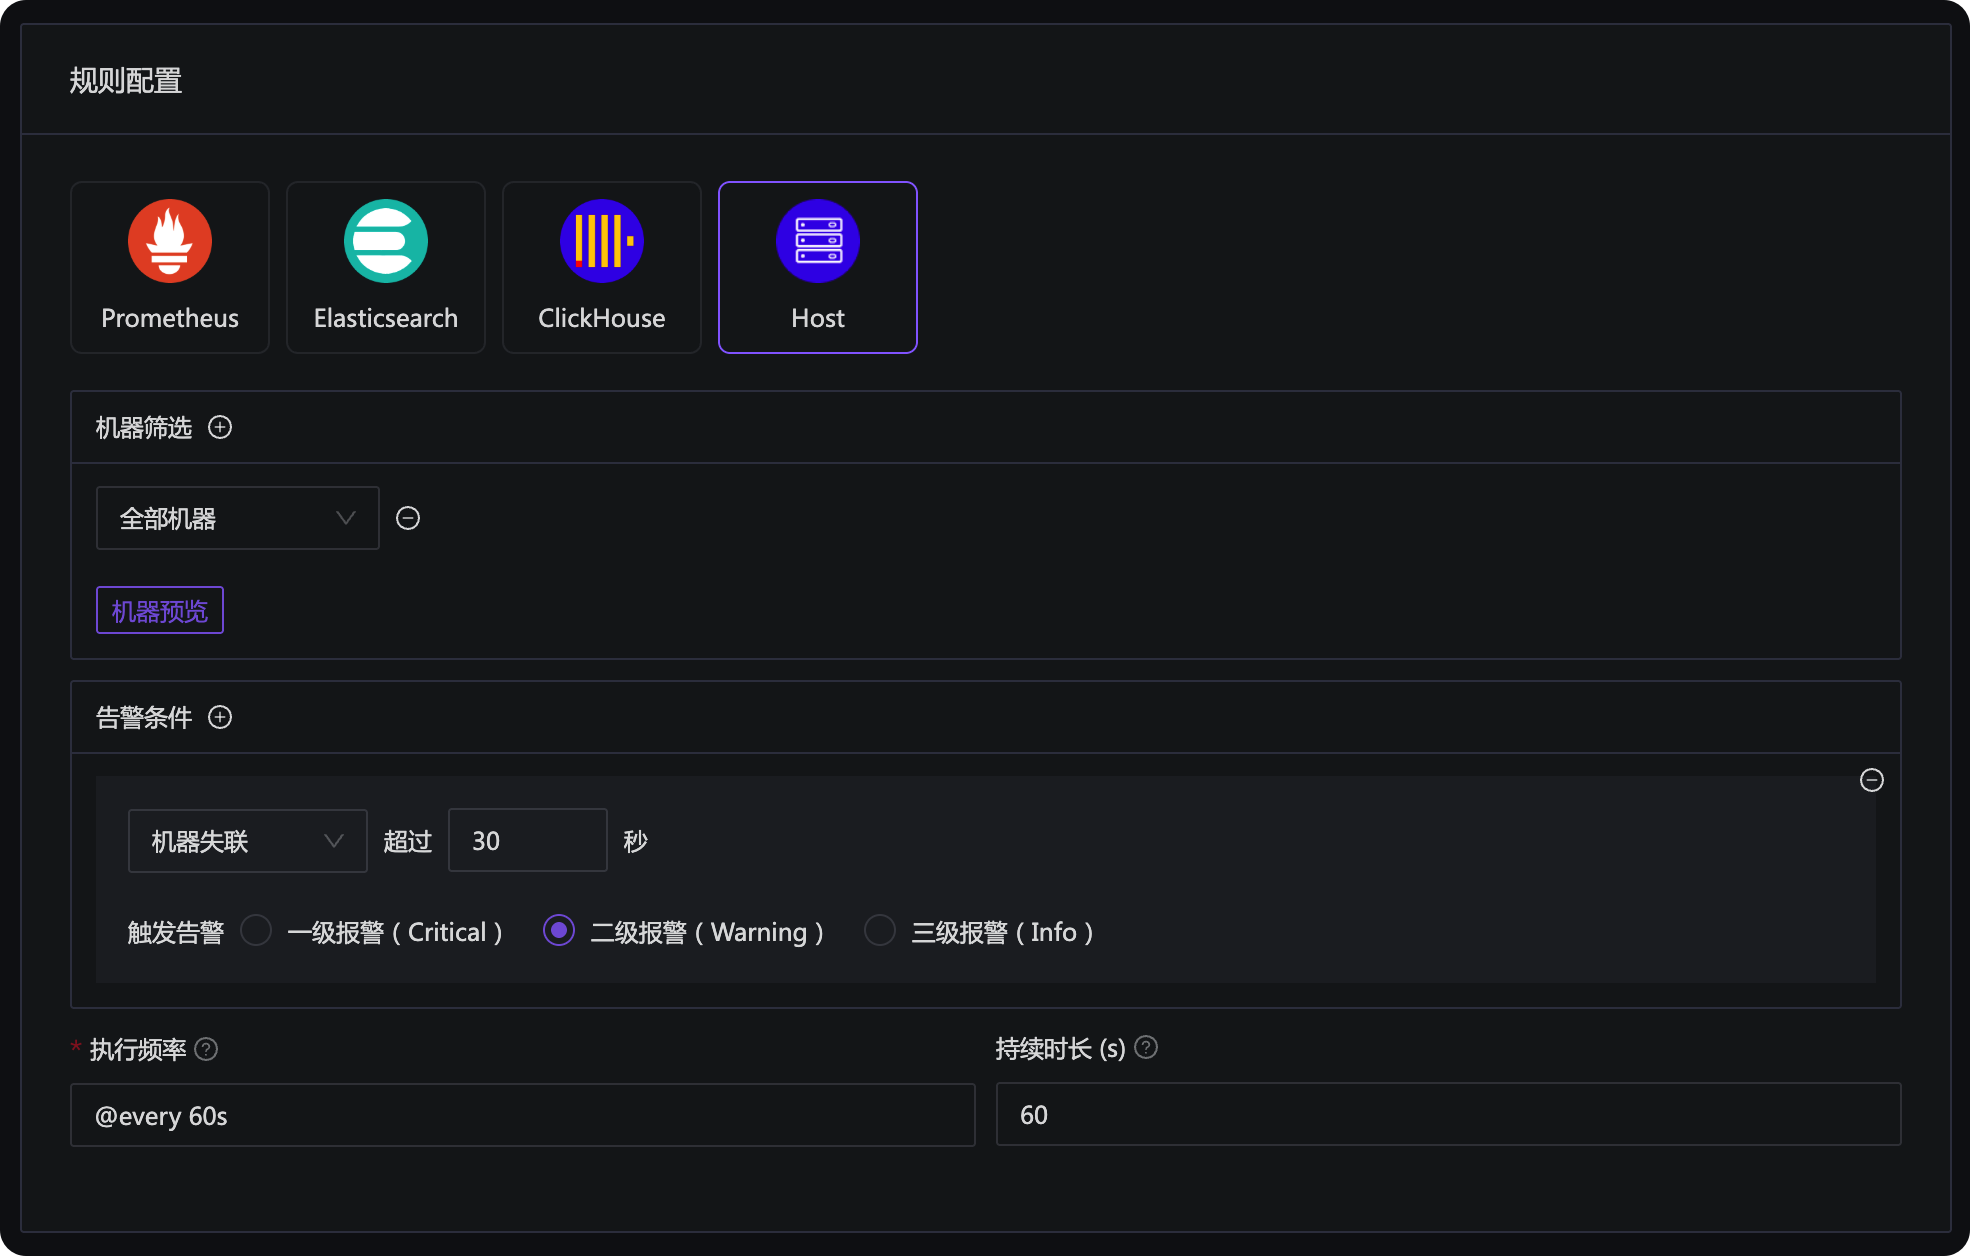 规则配置
Prometheus
Elasticsearch
ClickHouse
Host
机器筛选
全部机器
机器预览
告警条件
机器失联 超过 30 秒
触发告警 一级报警 ( Critical ) 二级报警 ( Warning ) 三级报警 ( Info )
* 执行频率
@every 60s
持续时长 (s)
60